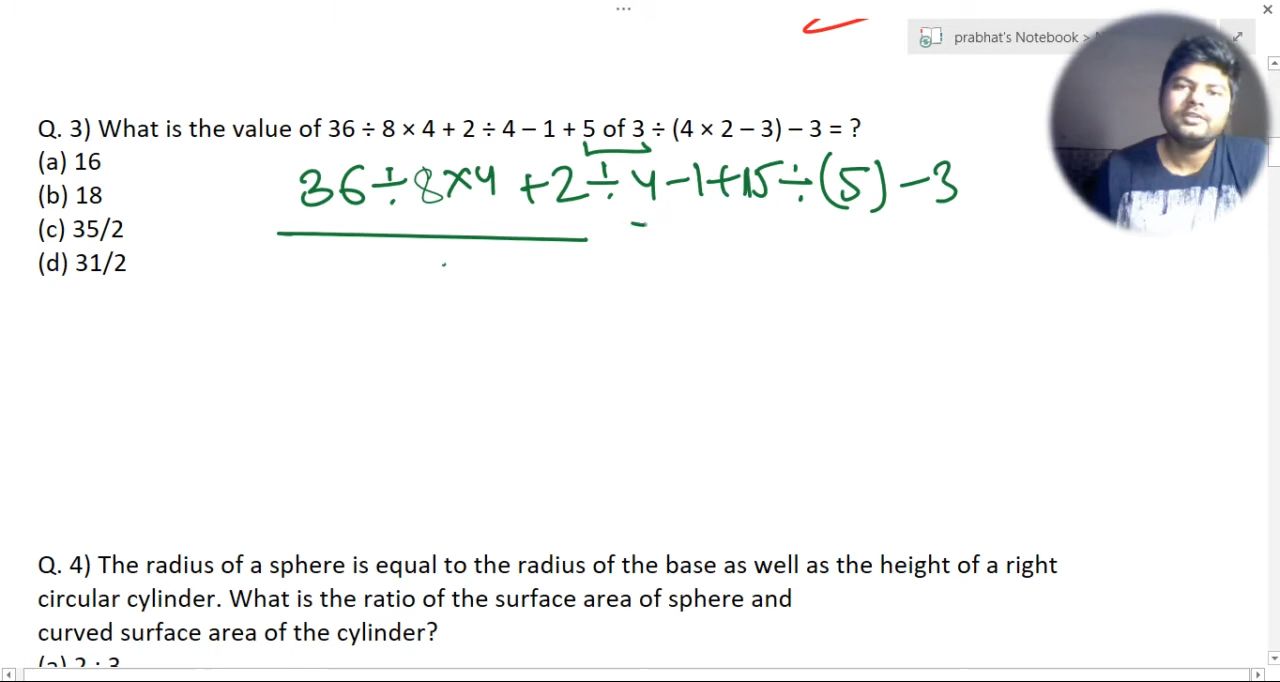 prabhat's Notebook >
Q. 3) What is the value of 36 ÷ 8 × 4 + 2 ÷ 4 – 1 + 5 of 3 ÷ (4 × 2 – 3) – 3 = ?
(a) 16
36 ÷ 8 × 4 + 2 ÷ 4 - 1 + 15 ÷ (5) - 3
(b) 18
(c) 35/2
(d) 31/2
Q. 4) The radius of a sphere is equal to the radius of the base as well as the height of a right
circular cylinder. What is the ratio of the surface area of sphere and
curved surface area of the cylinder?
(a) 2 : 3